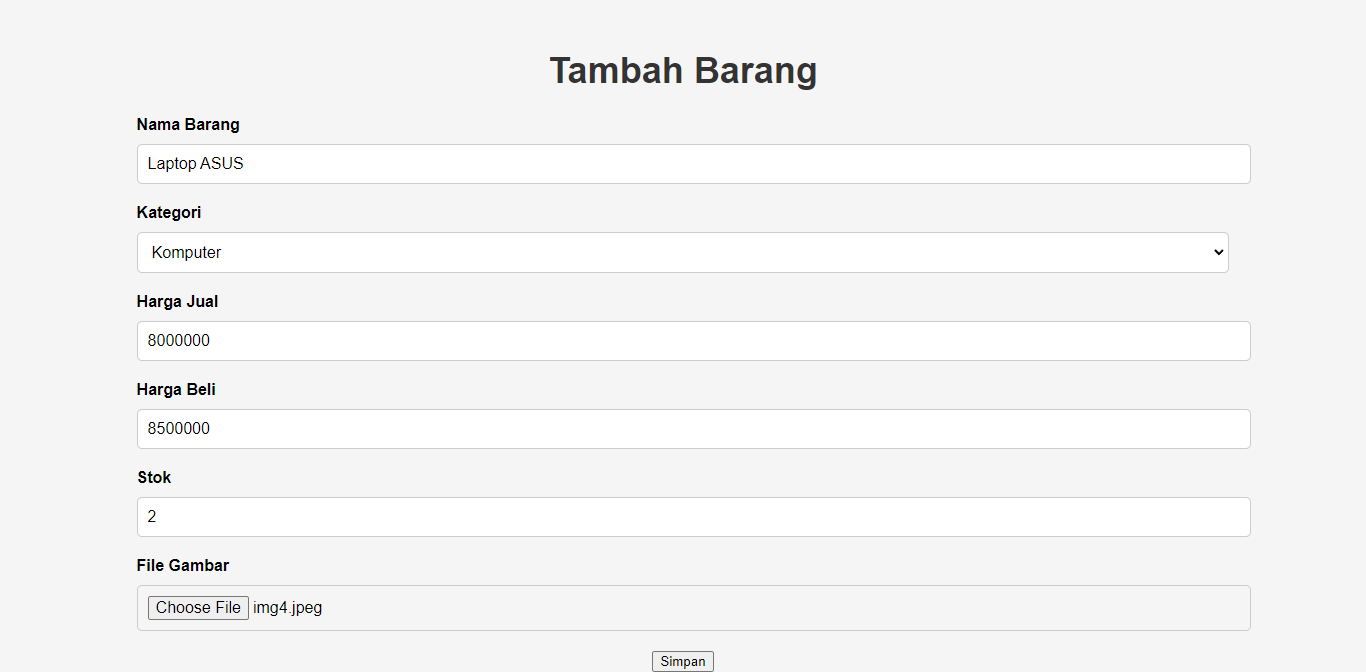 Tambah Barang
Nama Barang
Laptop ASUS
Kategori
Komputer
Harga Jual
8000000
Harga Beli
8500000
Stok
2
File Gambar
Choose File img4.jpeg
Simpan